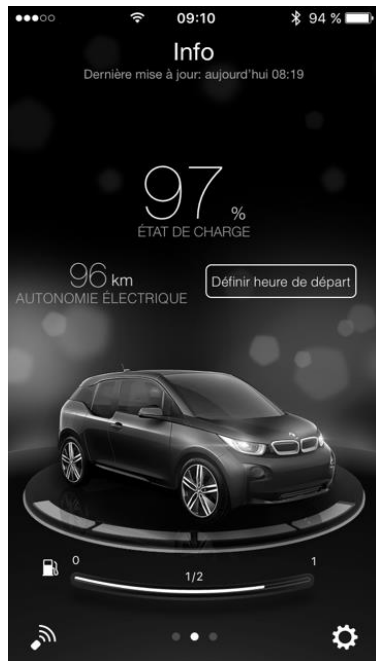 09:10
94 %
Info
Dernière mise à jour: aujourd'hui 08:19
97 %
ÉTAT DE CHARGE
96 km
AUTONOMIE ÉLECTRIQUE
Définir heure de départ
0
1/2
1